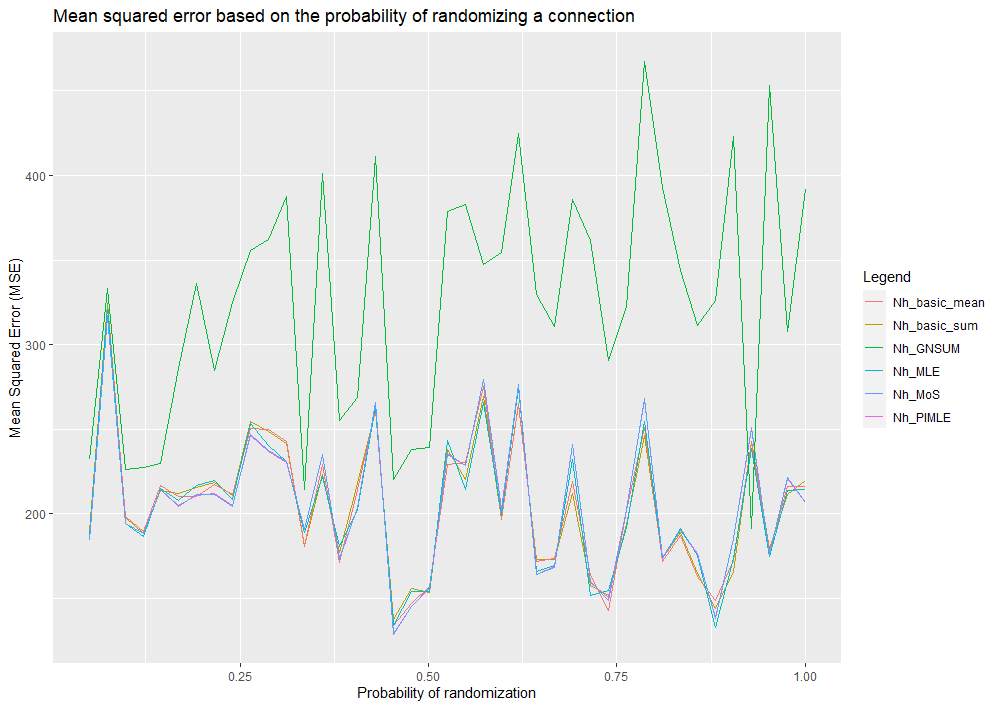 Mean squared error based on the probability of randomizing a connection
Mean Squared Error (MSE)
400
300
200
0.25
0.50
0.75
1.00
Probability of randomization
Legend
Nh_basic_mean
Nh_basic_sum
Nh_GNSUM
Nh_MLE
Nh_MoS
Nh_PIMLE